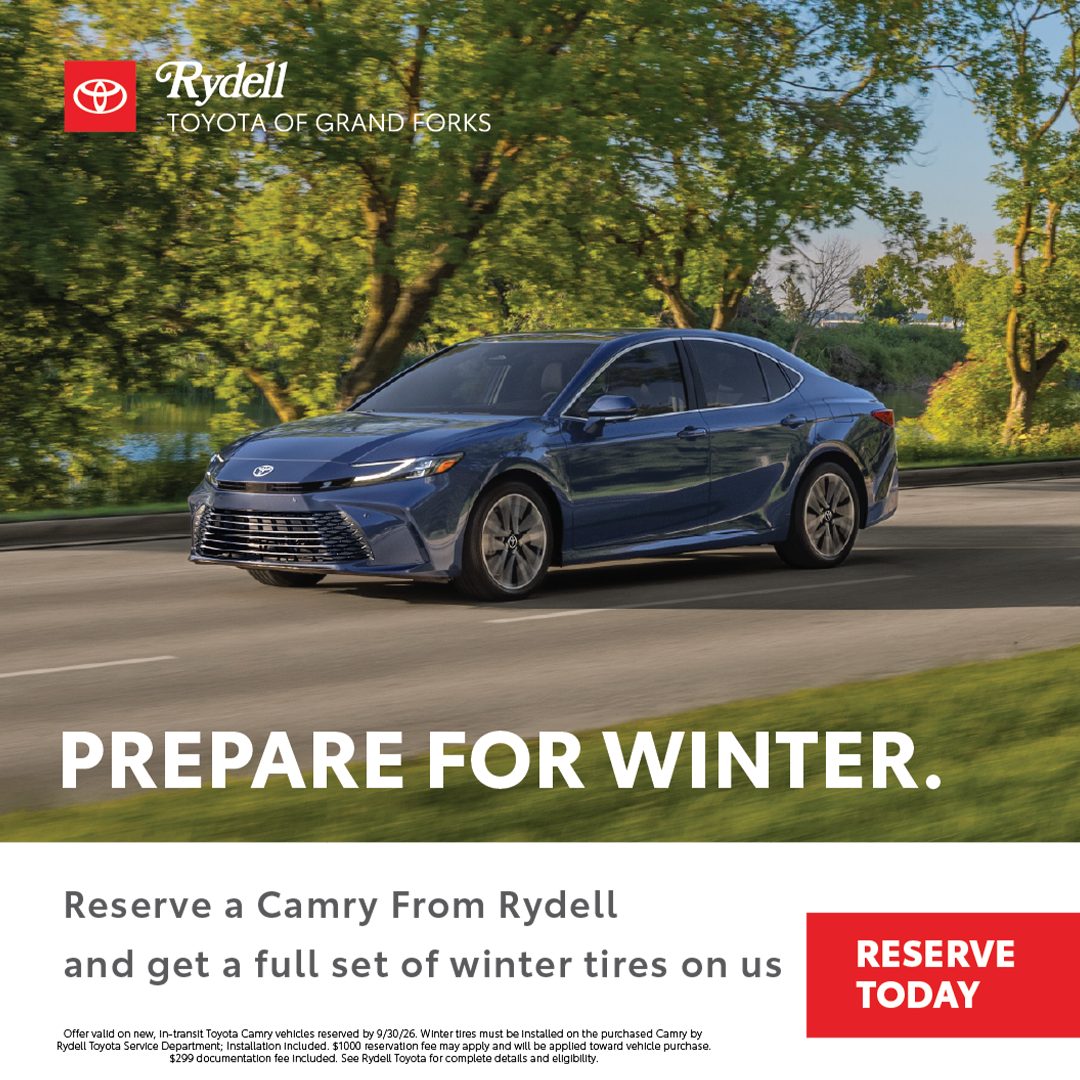 Rydell
TOYOTA OF GRAND FORKS
PREPARE FOR WINTER.
Reserve a Camry From Rydell
and get a full set of winter tires on us
RESERVE
TODAY
Offer valid on new, in-transit Toyota Camry vehicles reserved by 9/30/26. Winter tires must be installed on the purchased Camry by
Rydell Toyota Service Department; Installation Included. $1000 reservation fee may apply and will be applied toward vehicle purchase.
$299 documentation fee included. See Rydell Toyota for complete details and eligibility.